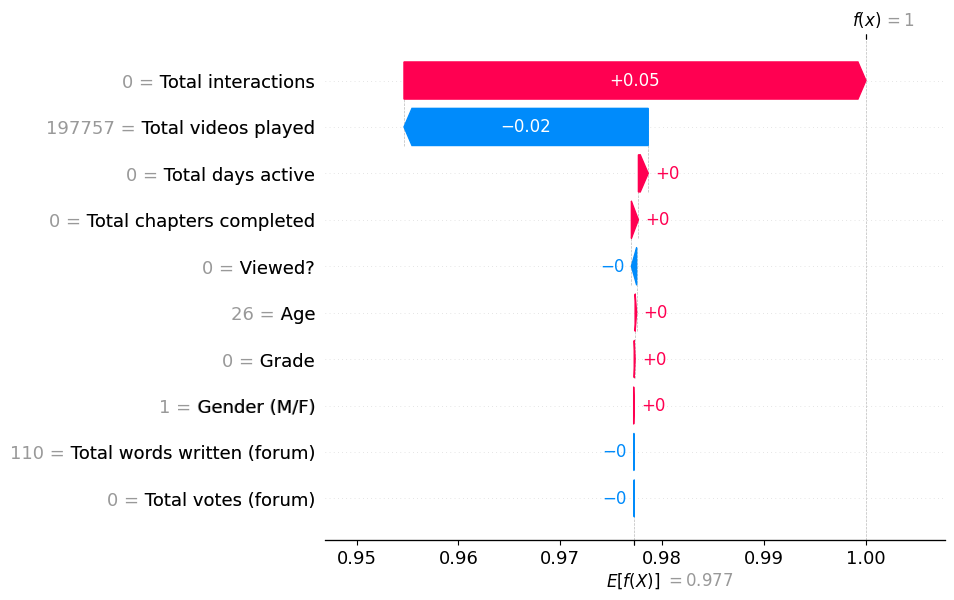 f(x) = 1
0 = Total interactions +0.05
197757 = Total videos played −0.02
0 = Total days active +0
0 = Total chapters completed +0
0 = Viewed? −0
26 = Age +0
0 = Grade +0
1 = Gender (M/F) +0
110 = Total words written (forum) −0
0 = Total votes (forum) −0
0.95 0.96 0.97 0.98 0.99 1.00
E[f(X)] = 0.977